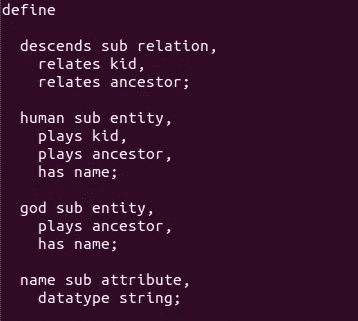 define
descends sub relation,
relates kid,
relates ancestor;
human sub entity,
plays kid,
plays ancestor,
has name;
god sub entity,
plays ancestor,
has name;
name sub attribute,
datatype string;